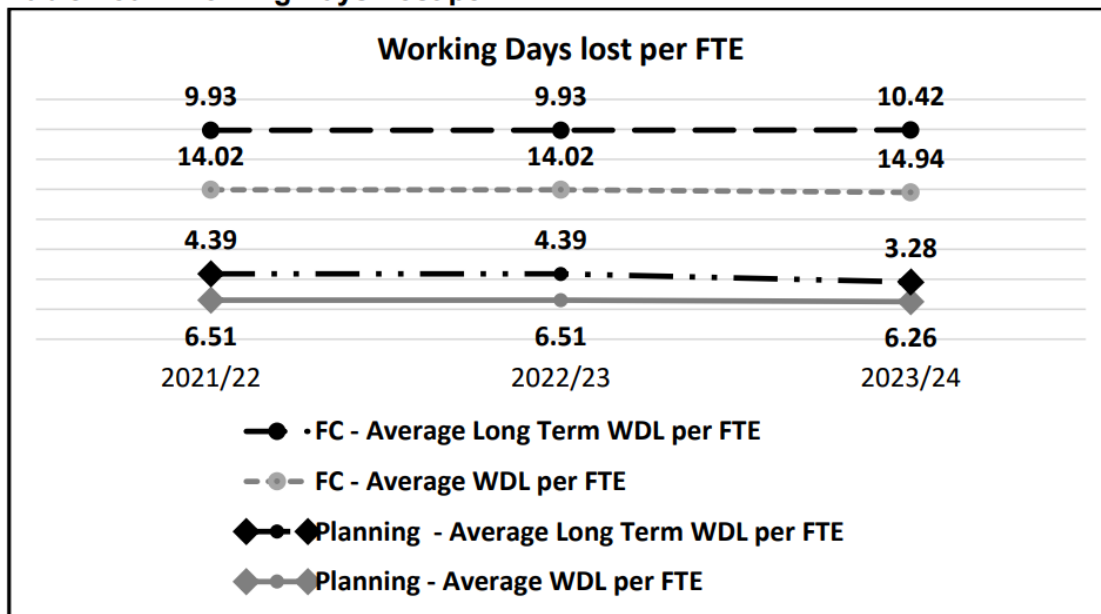 Working Days lost per FTE
9.93 9.93 10.42
14.02 14.02 14.94
4.39 4.39 3.28
6.51 6.51 6.26
2021/22 2022/23 2023/24
FC - Average Long Term WDL per FTE
FC - Average WDL per FTE
Planning - Average Long Term WDL per FTE
Planning - Average WDL per FTE